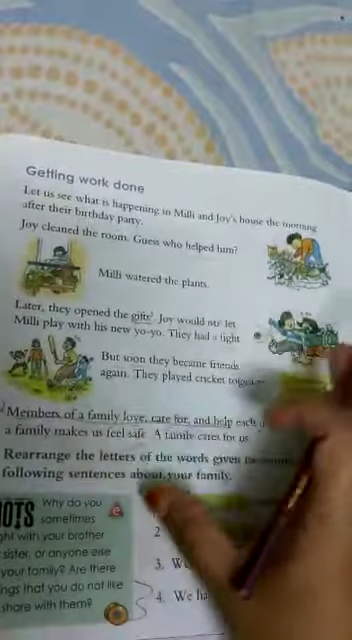 Getting work done
Let us see what is happening in Milli and Joy's house the morning
after their birthday party.
Joy cleaned the room. Guess who helped him?
Milli watered the plants.
Later, they opened the gifts. Joy would not let
Milli play with his new yo-yo. They had a fight
But soon they became friends
again. They played cricket
Members of a family love, care for, and help each
a family makes us feel safe. A family cares for us
Rearrange the letters of the words given
following sentences about your family.
Why do you
sometimes
with your brother
sister, or anyone else
your family? Are there
that you do not like
share with them?
e
2
3. We
4. We